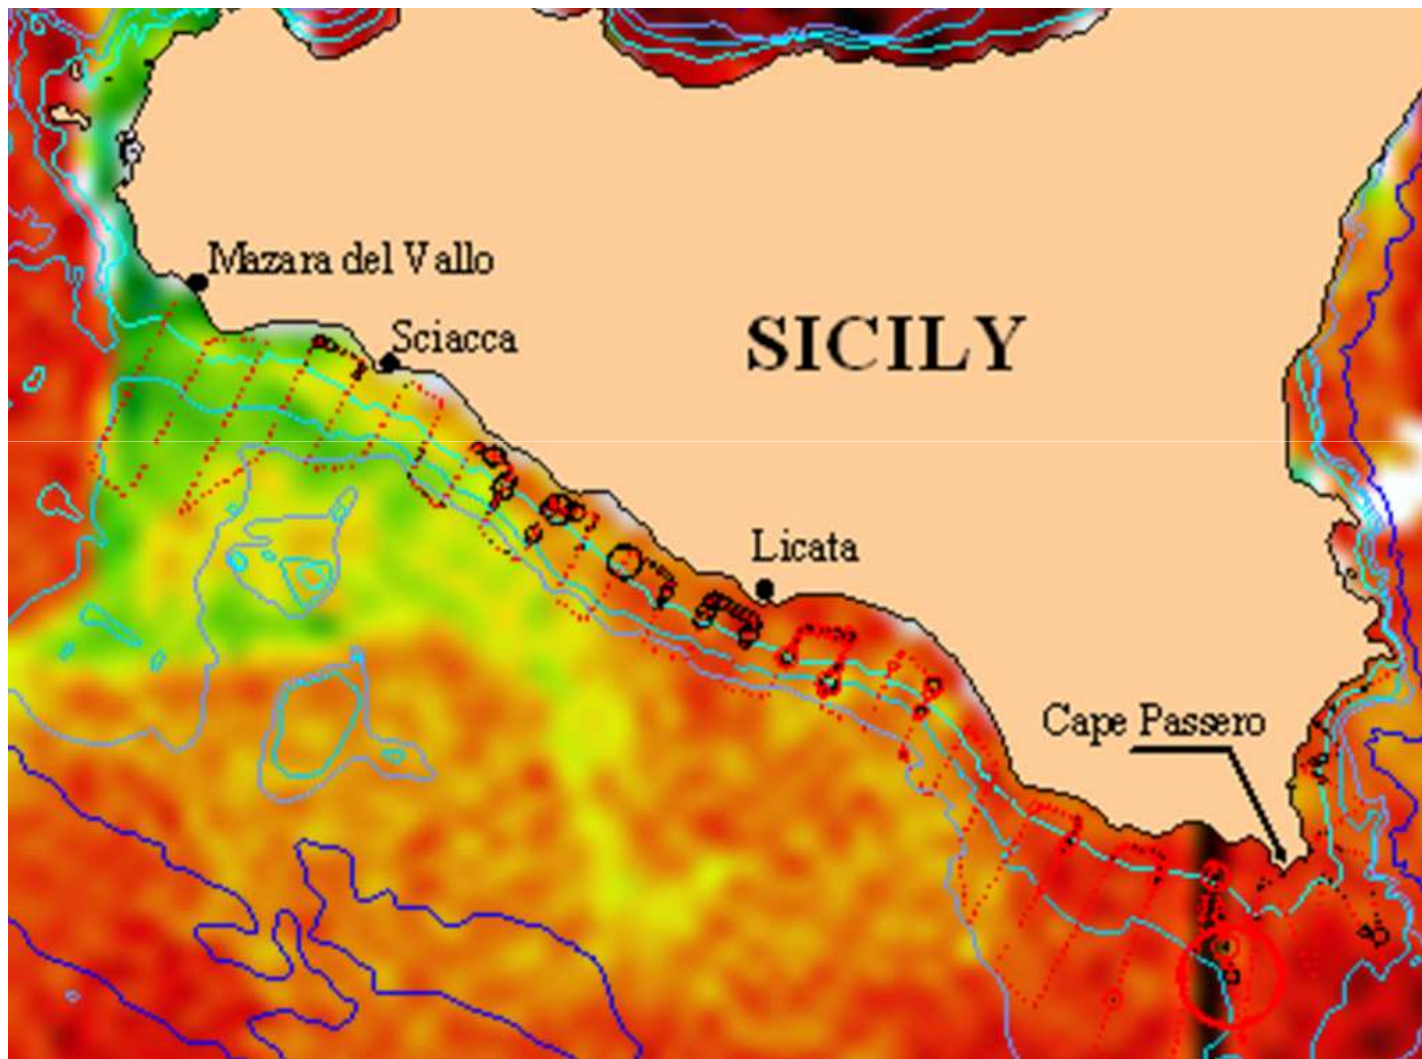 Mazara del Vallo
Sciacca
SICILY
Licata
Cape Passero